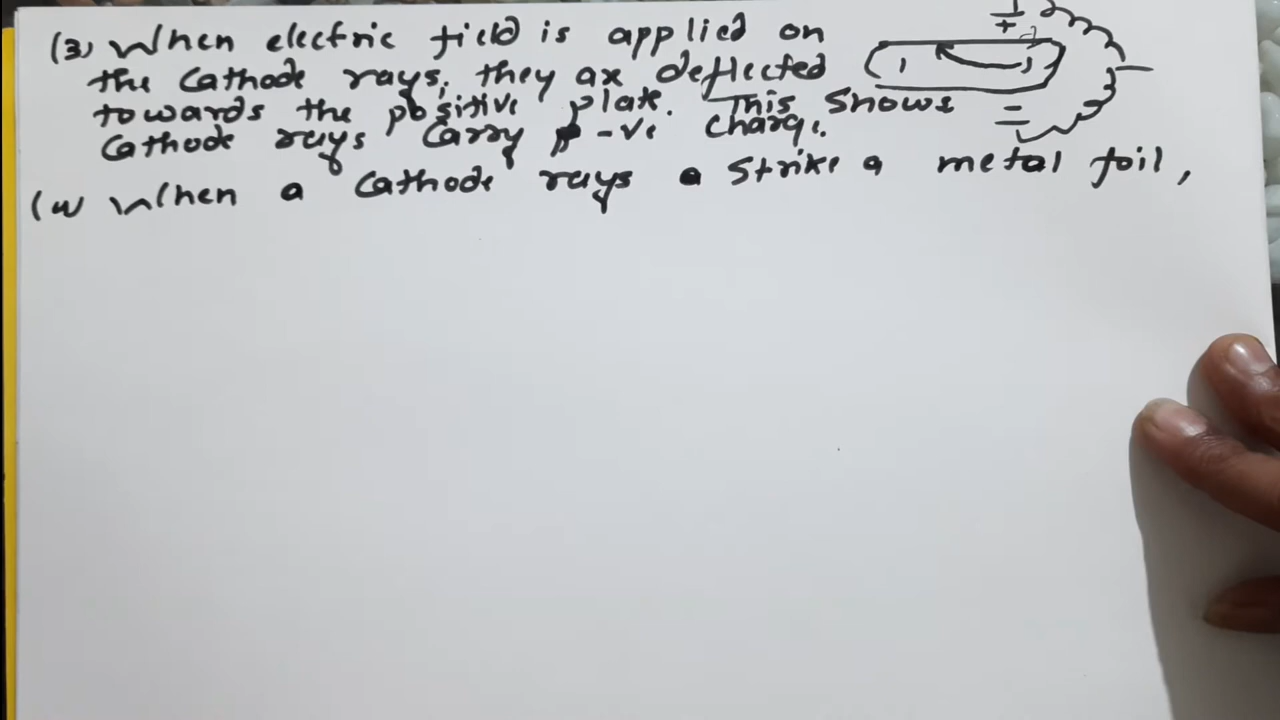 (3) When electric field is applied on
the cathode rays, they are deflected
towards the positive plate. This shows
cathode rays carry -ve charge.
(4) When a cathode rays a strike a metal foil,
+